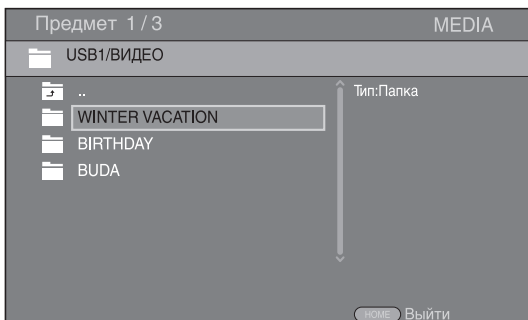 Предмет 1/3 MEDIA
USB1/ВИДЕО
..
WINTER VACATION
BIRTHDAY
BUDA
Тип:Папка
HOME Выйти